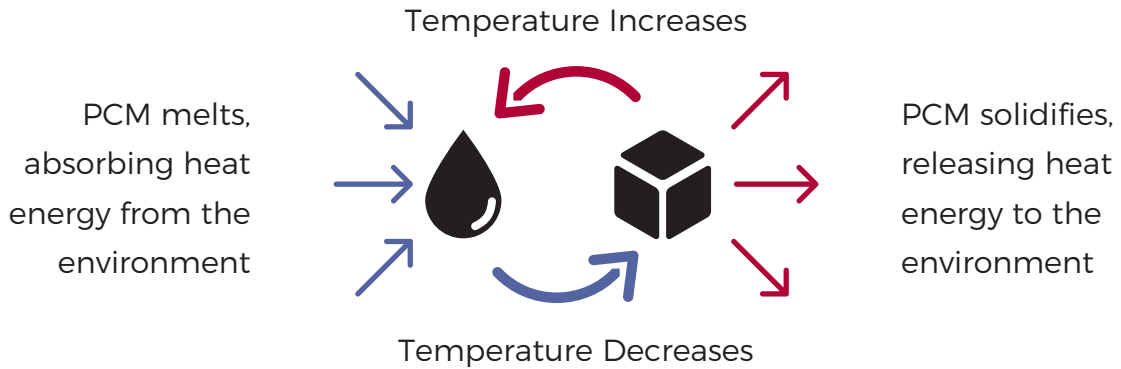 Temperature Increases
PCM melts,
absorbing heat
energy from the
environment
PCM solidifies,
releasing heat
energy to the
environment
Temperature Decreases